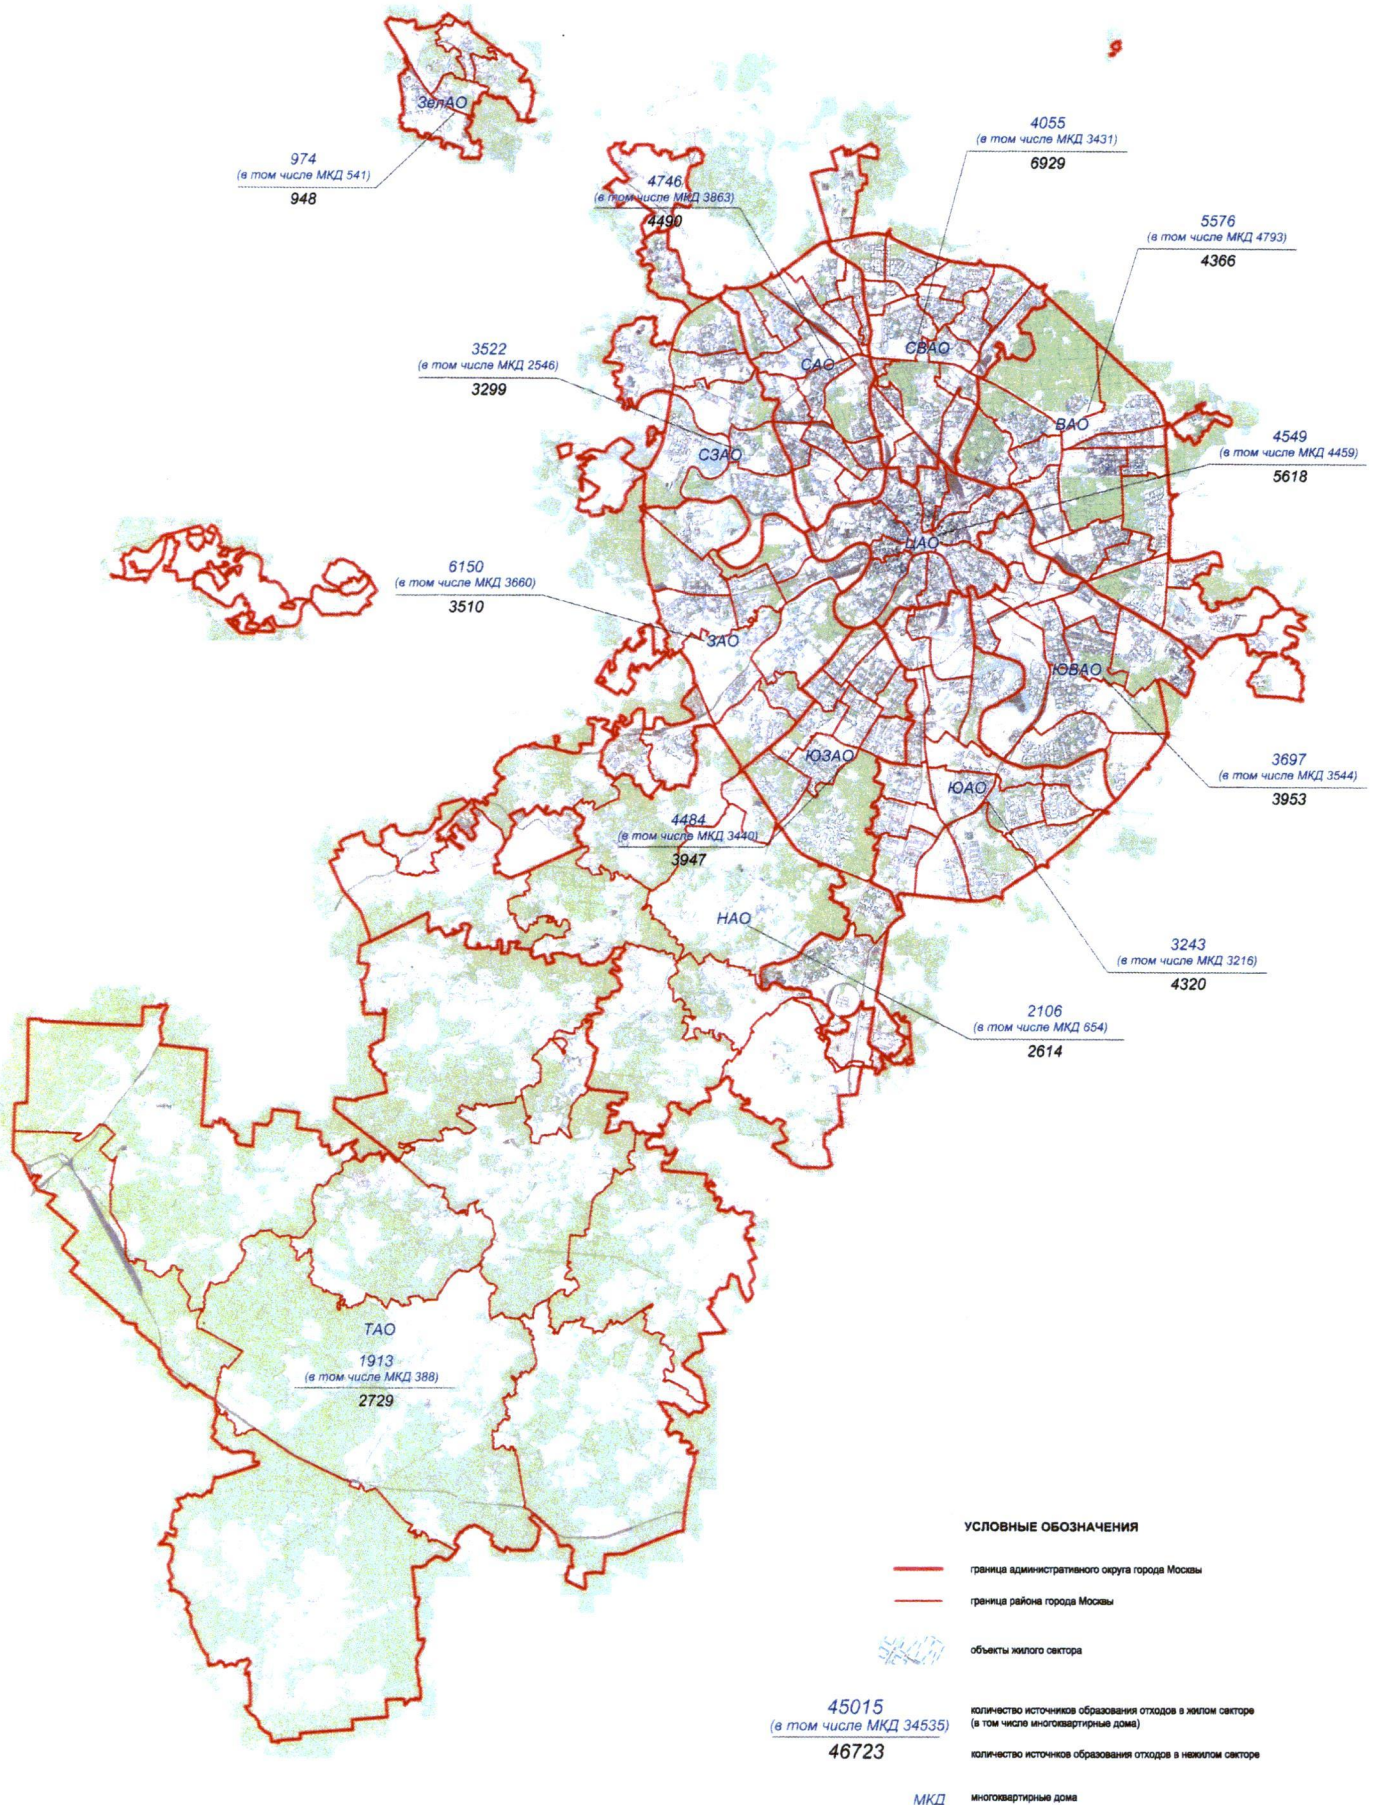 ЗелАО
974
(в том числе МКД 541)
948
4055
(в том числе МКД 3431)
6929
4746
(в том числе МКД 3863)
4490
5576
(в том числе МКД 4793)
4366
3522
(в том числе МКД 2546)
3299
САО
СВАО
ВАО
СЗАО
4549
(в том числе МКД 4459)
5618
ЦАО
6150
(в том числе МКД 3660)
3510
ЗАО
ЮВАО
ЮЗАО
ЮАО
3697
(в том числе МКД 3544)
3953
4484
(в том числе МКД 3440)
3947
НАО
3243
(в том числе МКД 3216)
4320
2106
(в том числе МКД 654)
2614
ТАО
1913
(в том числе МКД 388)
2729
УСЛОВНЫЕ ОБОЗНАЧЕНИЯ
граница административного округа города Москвы
граница района города Москвы
объекты жилого сектора
45015
(в том числе МКД 34535)
46723
количество источников образования отходов в жилом секторе
(в том числе многоквартирные дома)
количество источнков образования отходов в нежилом секторе
МКД
многоквартирные дома